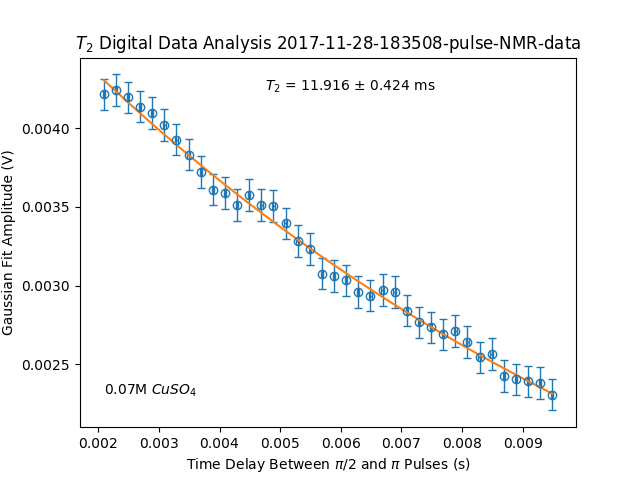 T₂ Digital Data Analysis 2017-11-28-183508-pulse-NMR-data
T₂ = 11.916 ± 0.424 ms
0.0040
0.0035
0.0030
0.0025
Gaussian Fit Amplitude (V)
0.07M CuSO₄
0.002 0.003 0.004 0.005 0.006 0.007 0.008 0.009
Time Delay Between π/2 and π Pulses (s)